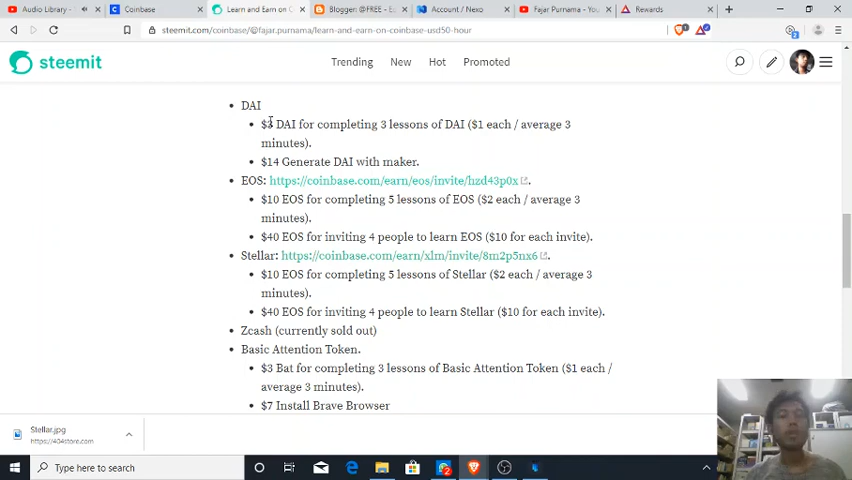 Audio Library -
Coinbase
Learn and Earn on C
Blogger: @FREE - Ea
Account / Nexo
Fajar Purnama - You
Rewards
steemit.com/coinbase/@fajar.purnama/learn-and-earn-on-coinbase-usd50-hour
steemit
Trending
New
Hot
Promoted
• DAI
• $3 DAI for completing 3 lessons of DAI ($1 each / average 3
minutes).
• $14 Generate DAI with maker.
• EOS: https://coinbase.com/earn/eos/invite/hzd43p0x.
• $10 EOS for completing 5 lessons of EOS ($2 each / average 3
minutes).
• $40 EOS for inviting 4 people to learn EOS ($10 for each invite).
• Stellar: https://coinbase.com/earn/xlm/invite/8m2p5nx6.
• $10 EOS for completing 5 lessons of Stellar ($2 each / average 3
minutes).
• $40 EOS for inviting 4 people to learn Stellar ($10 for each invite).
• Zcash (currently sold out)
• Basic Attention Token.
• $3 Bat for completing 3 lessons of Basic Attention Token ($1 each /
average 3 minutes).
• $7 Install Brave Browser
Stellar.jpg
https://404store.com/
Type here to search